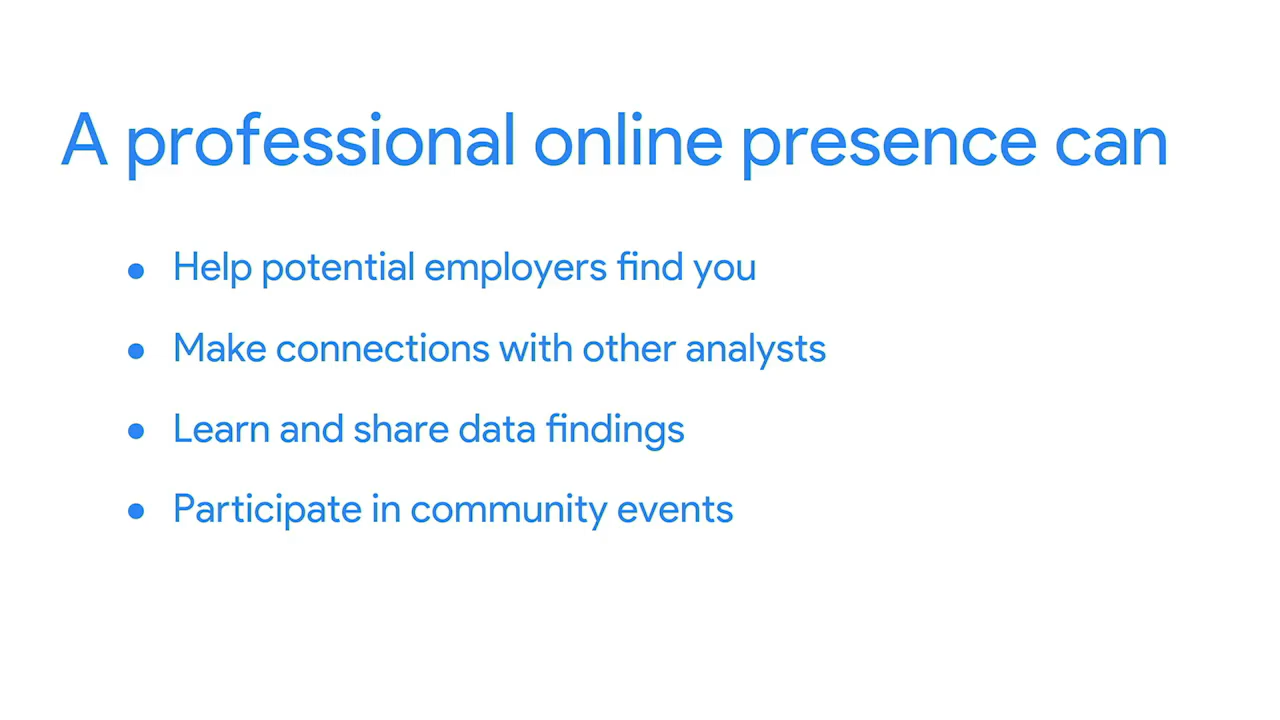 A professional online presence can
● Help potential employers find you
● Make connections with other analysts
● Learn and share data findings
● Participate in community events